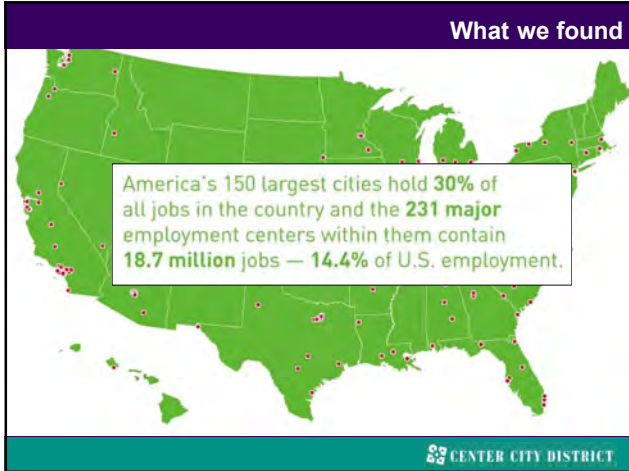 What we found
America's 150 largest cities hold 30% of
all jobs in the country and the 231 major
employment centers within them contain
18.7 million jobs — 14.4% of U.S. employment.
CENTER CITY DISTRICT